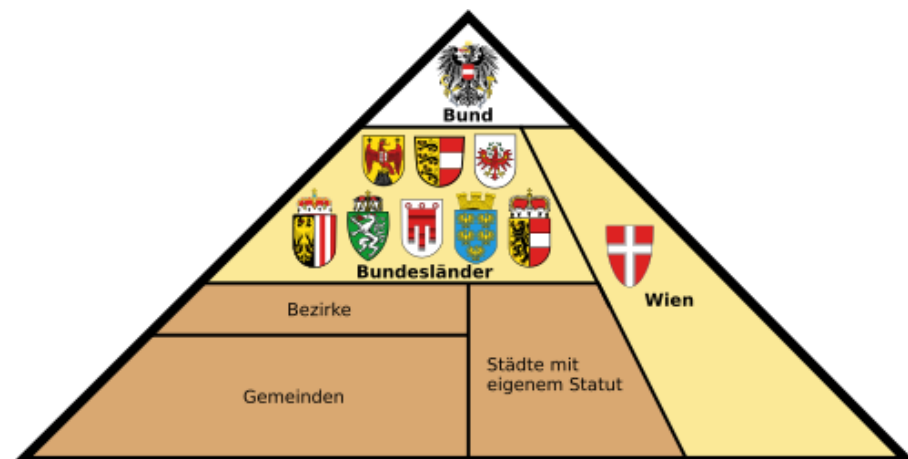 Bund
Bundesländer
Wien
Bezirke
Städte mit
eigenem Statut
Gemeinden